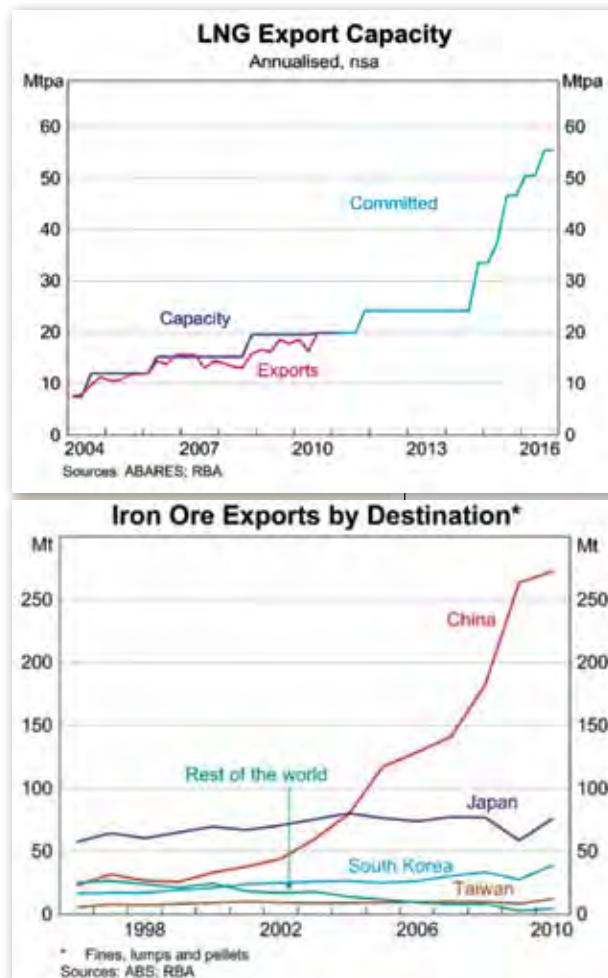 LNG Export Capacity
Annualised, nsa
Mtpa Mtpa
60 60
50 50
Committed
40 40
30 30
Capacity
20 20
Exports
10 10
0 0
2004 2007 2010 2013 2016
Sources: ABARES; RBA
Iron Ore Exports by Destination*
Mt Mt
250 250
China
200 200
150 150
Rest of the world
100 100
Japan
50 50
South Korea
Taiwan
0 0
1998 2002 2006 2010
* Fines, lumps and pellets
Sources: ABS; RBA